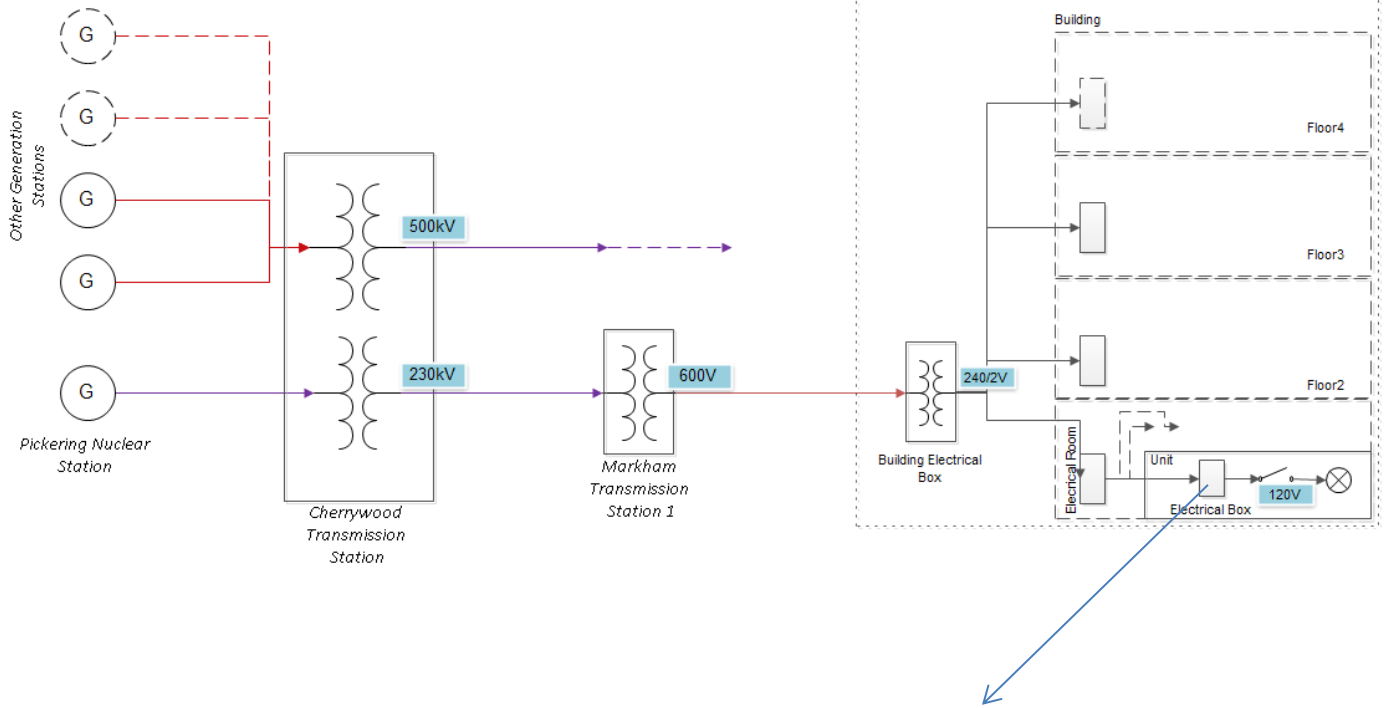 Building
G
G
G
G
G
Other Generation
Stations
500kV
230kV
600V
240/2V
120V
Floor4
Floor3
Floor2
Pickering Nuclear
Station
Cherrywood
Transmission
Station
Markham
Transmission
Station 1
Building Electrical
Box
Elecrical Room
Unit
Electrical Box